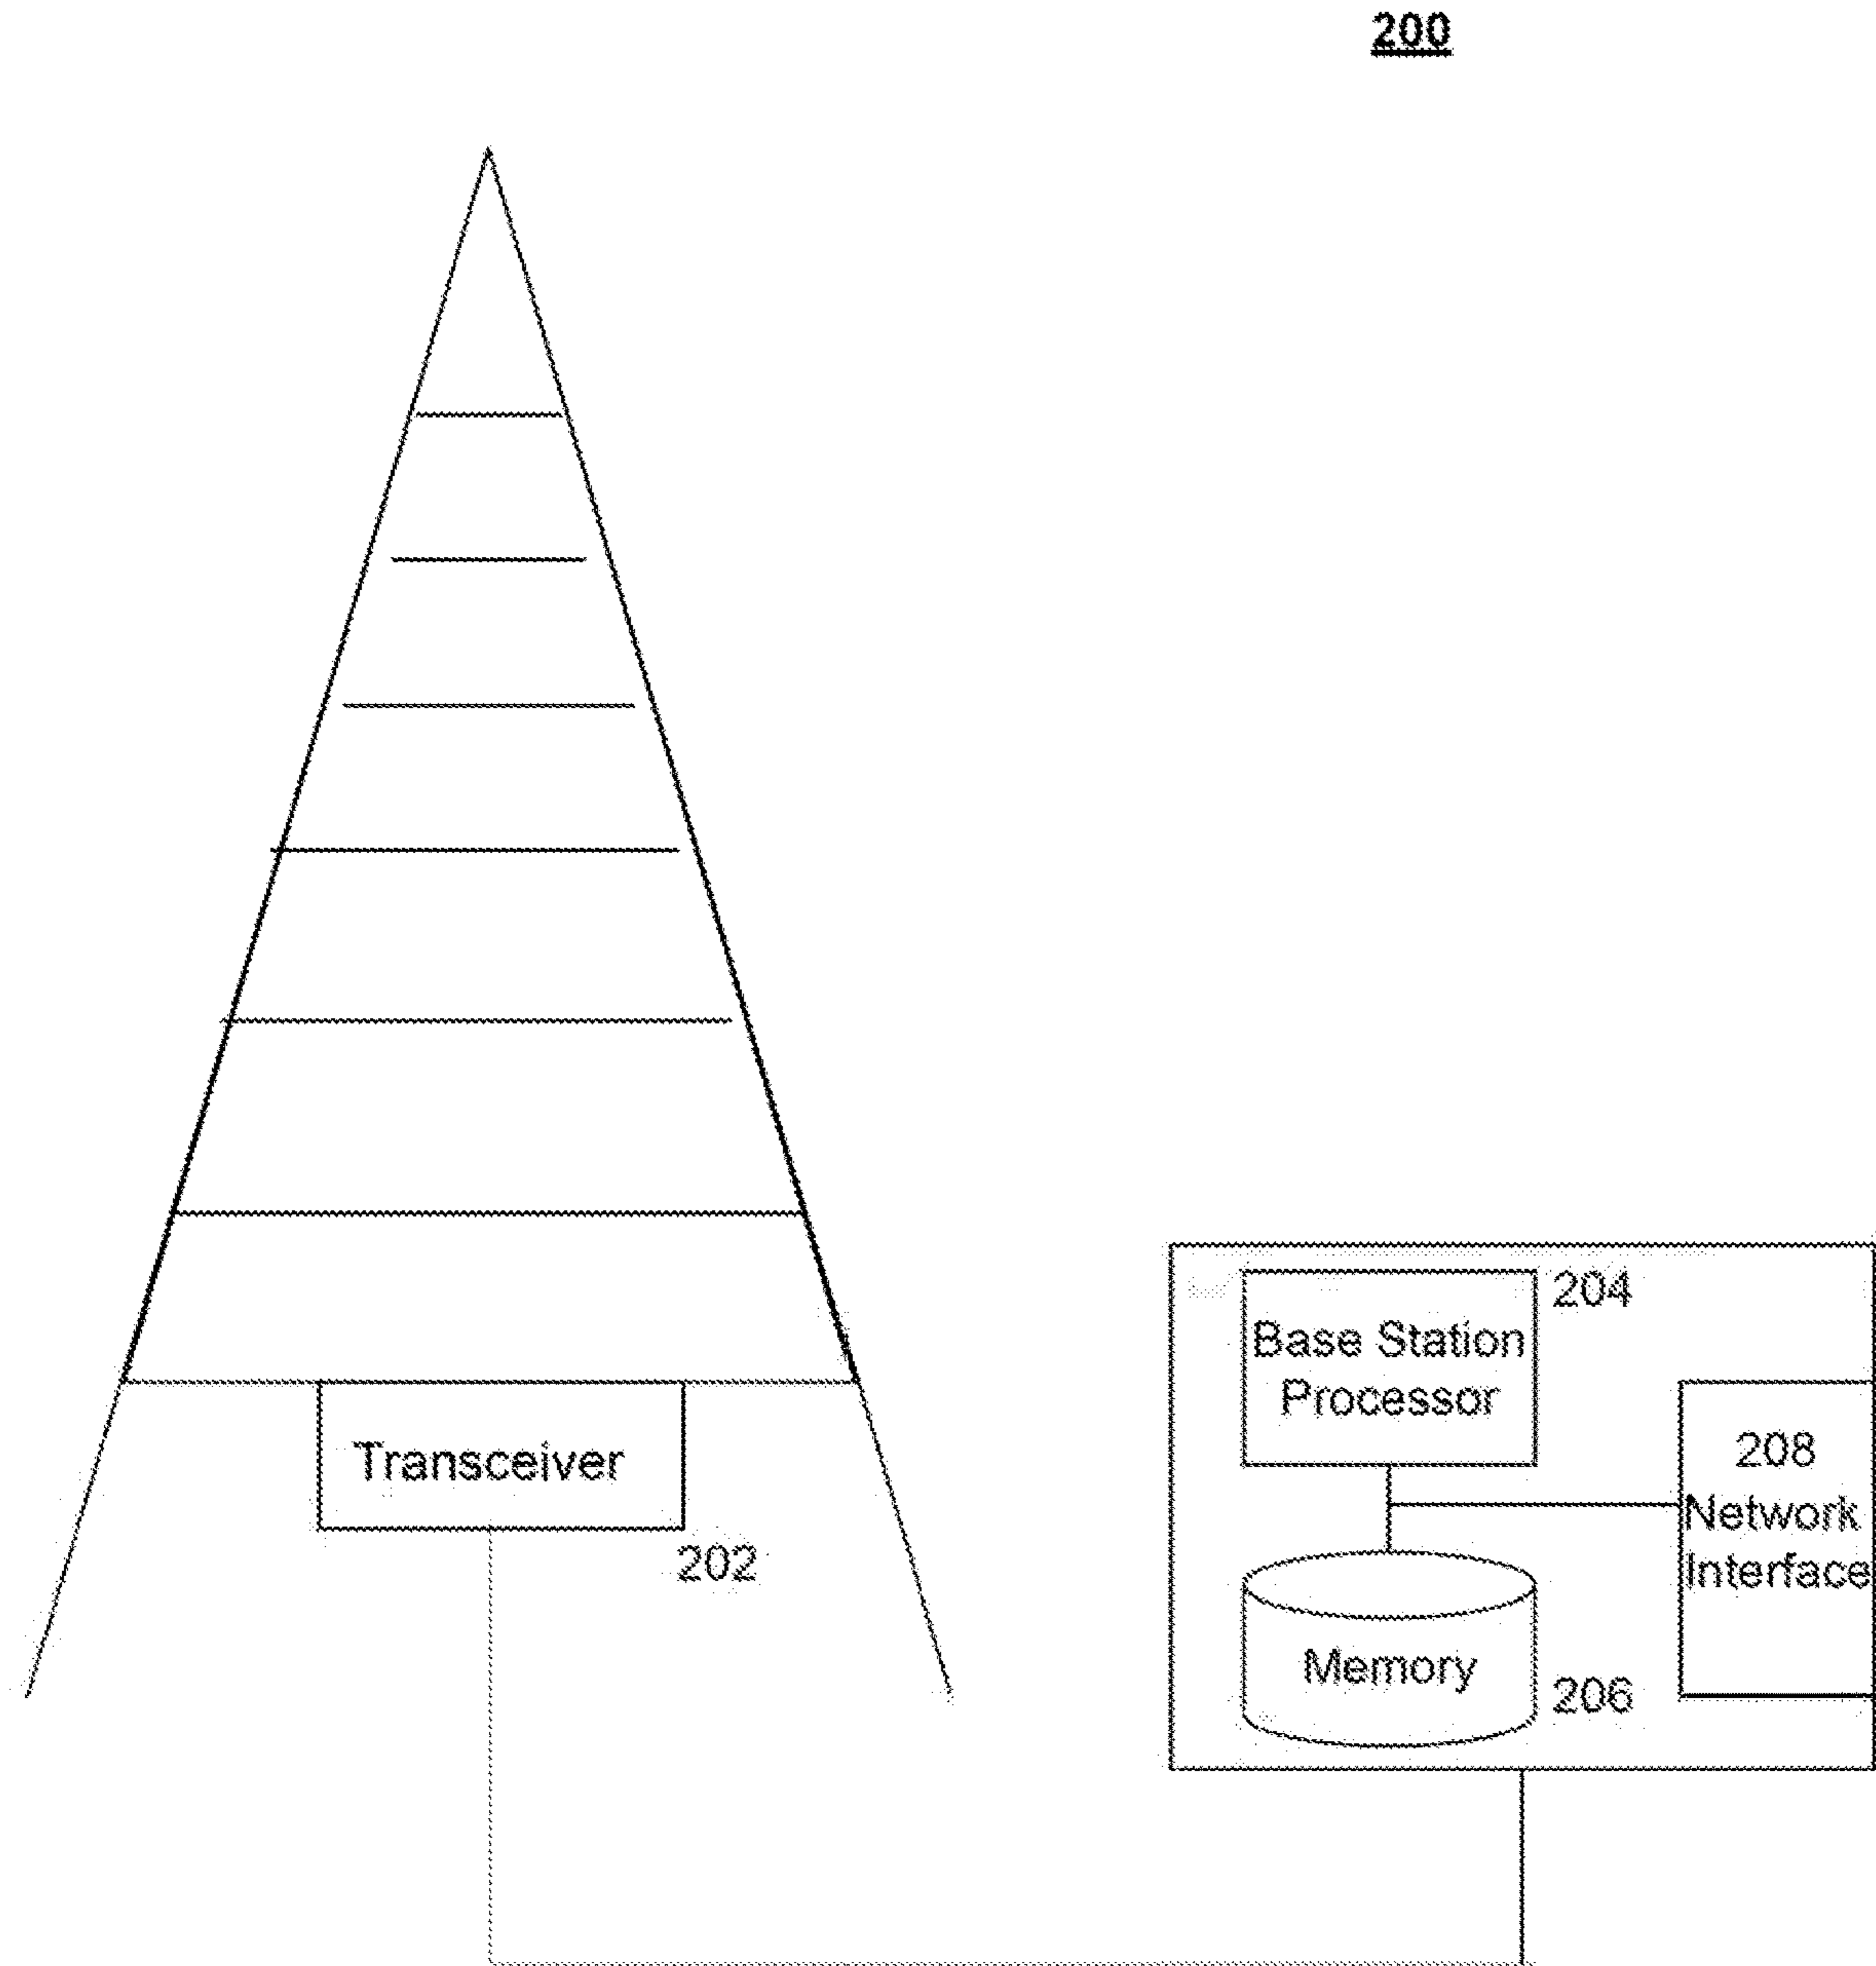 200
204
Base Station
Processor
208
Network
Interface
Transceiver
202
Memory
206